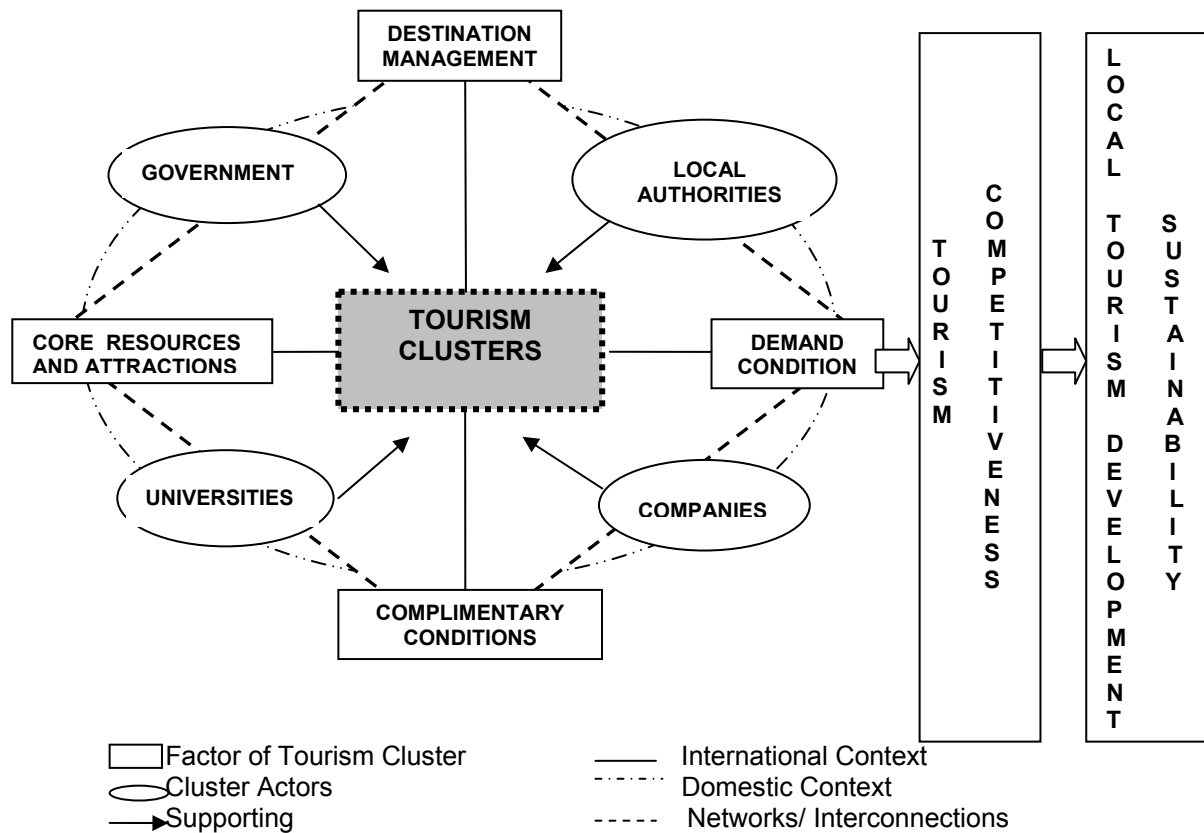 DESTINATION
MANAGEMENT
GOVERNMENT
LOCAL
AUTHORITIES
TOURISM
CLUSTERS
CORE RESOURCES
AND ATTRACTIONS
DEMAND
CONDITION
UNIVERSITIES
COMPANIES
COMPLIMENTARY
CONDITIONS
TOURISM
COMPETITIVENESS
LOCAL TOURISM DEVELOPMENT
SUSTAINABILITY
Factor of Tourism Cluster
Cluster Actors
Supporting
International Context
Domestic Context
Networks/ Interconnections